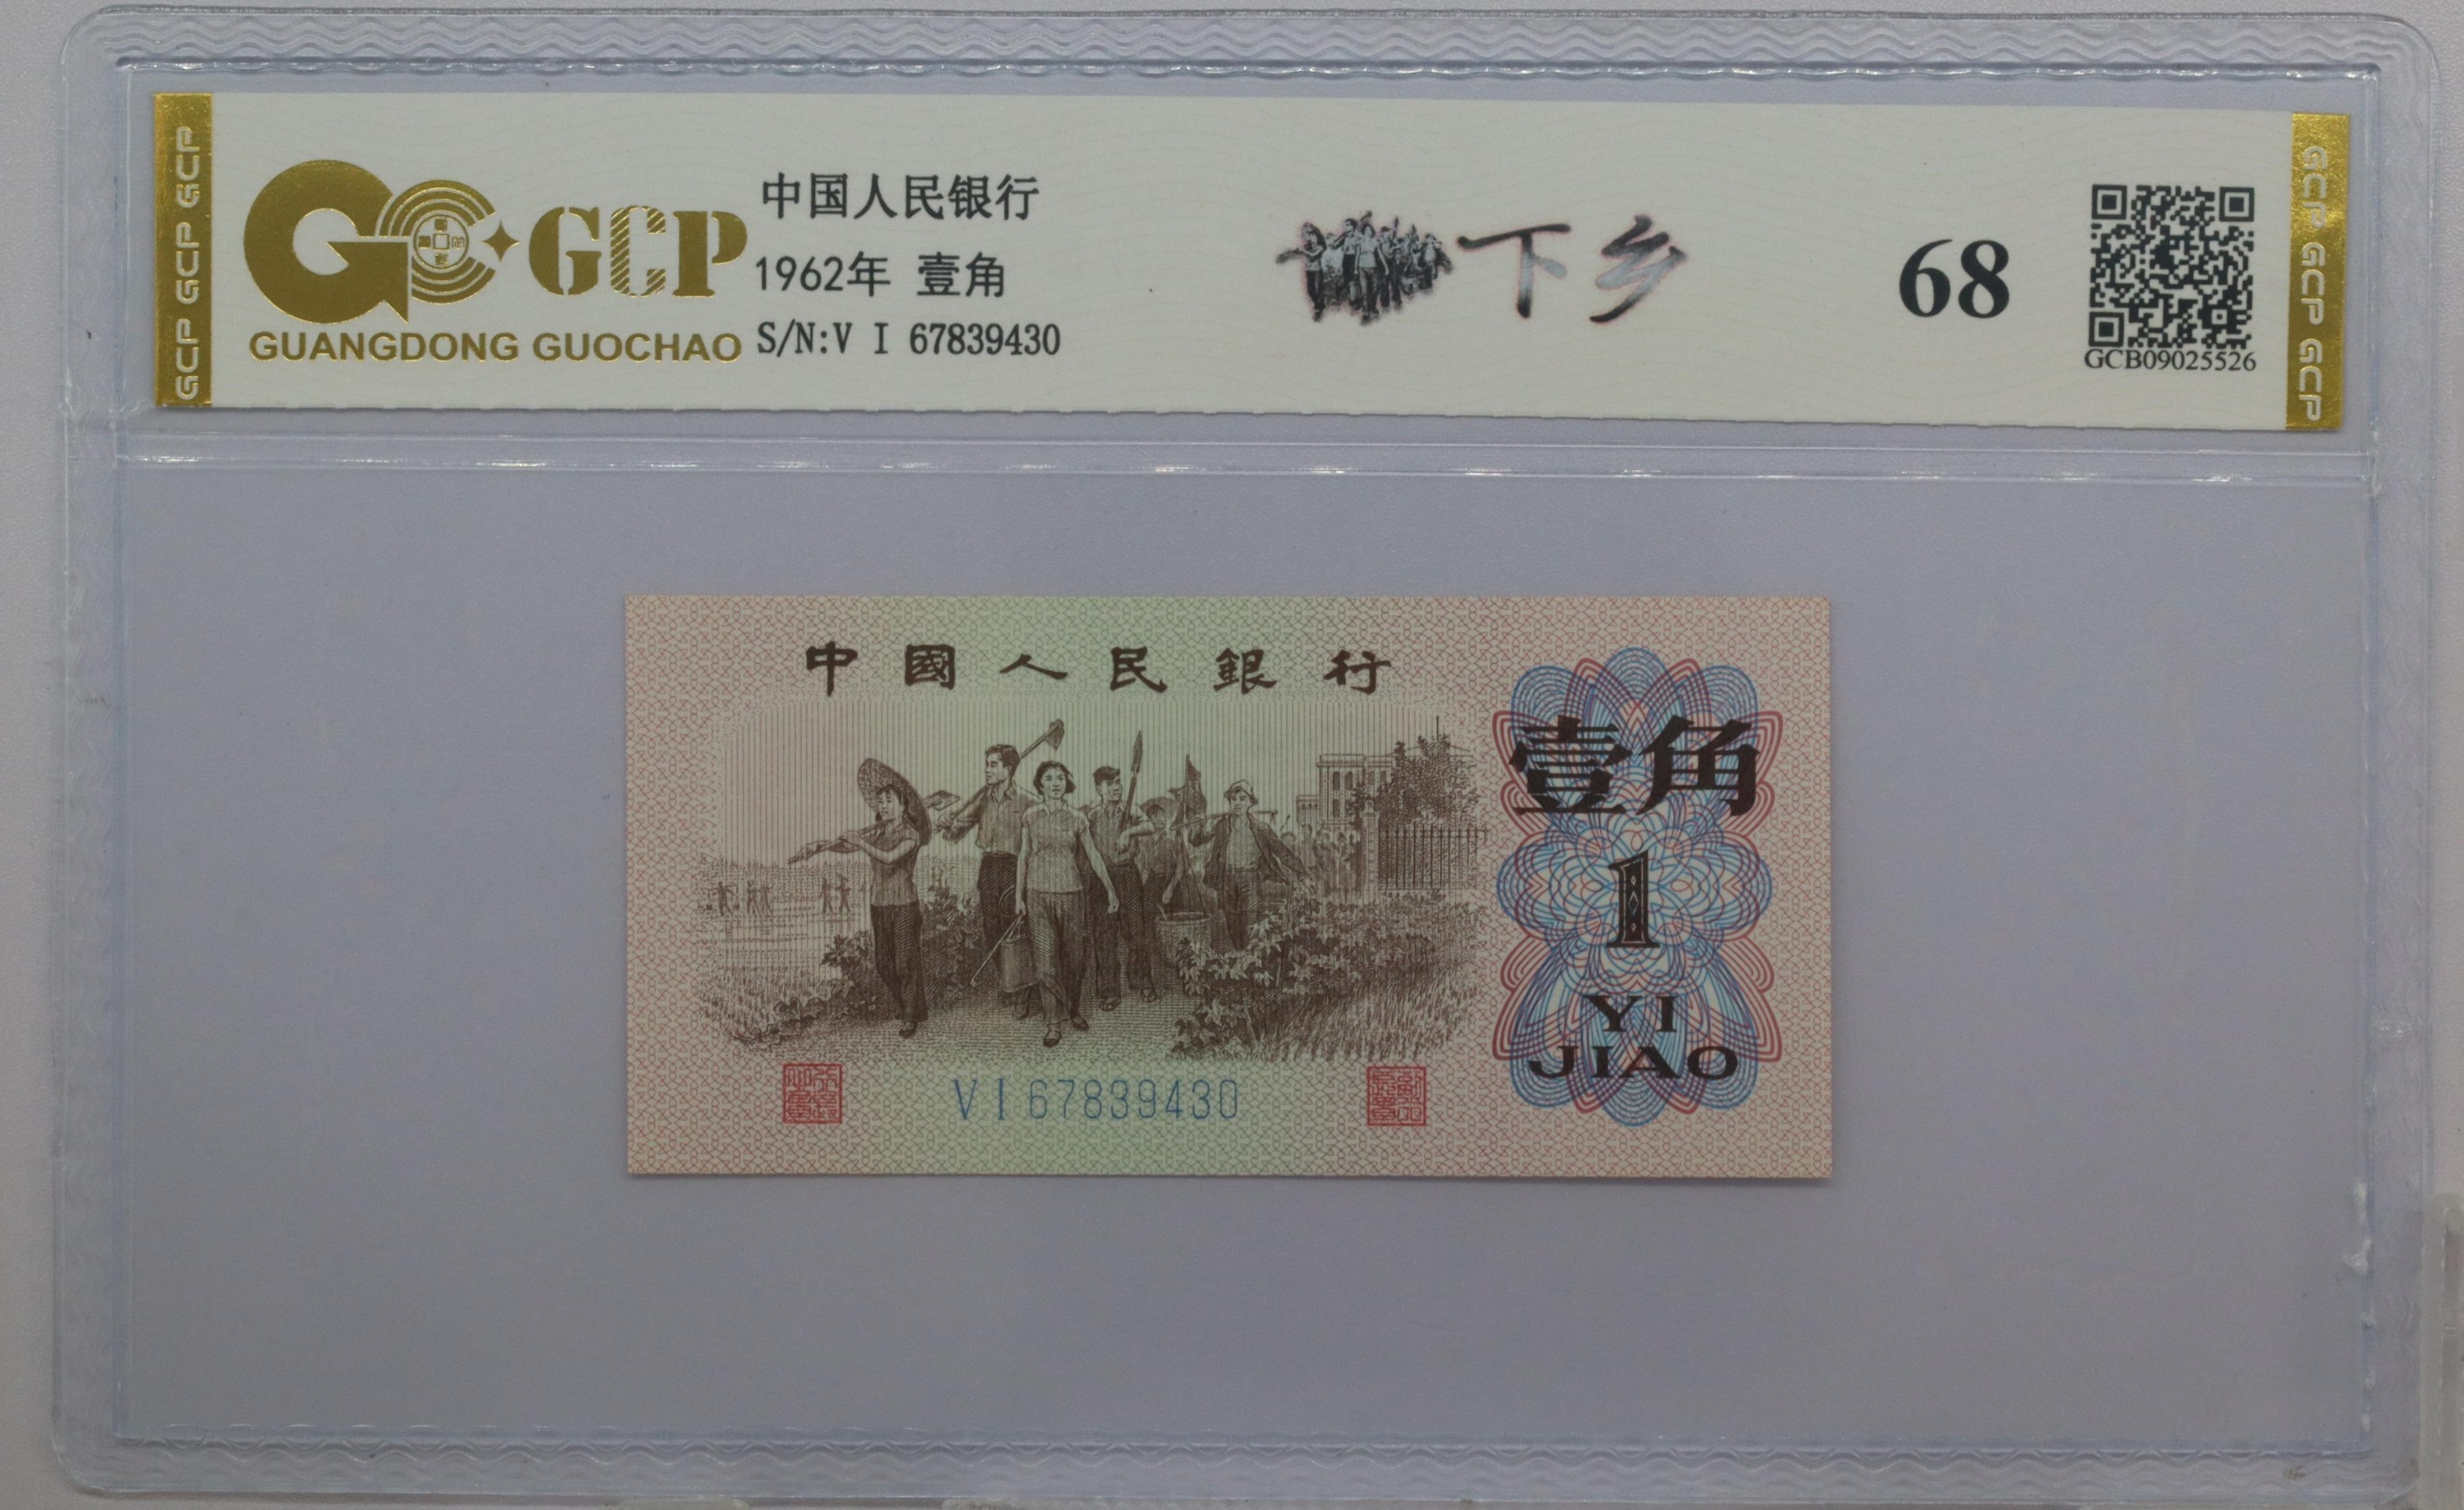 GCP GCP GCP
GCP
GUANGDONG GUOCHAO
中国人民银行
1962年 壹角
S/N:V I 67839430
下乡
68
GCB09025526
GCP GCP GCP
中國人民銀行
壹角
1
YI
JIAO
VI 67839430